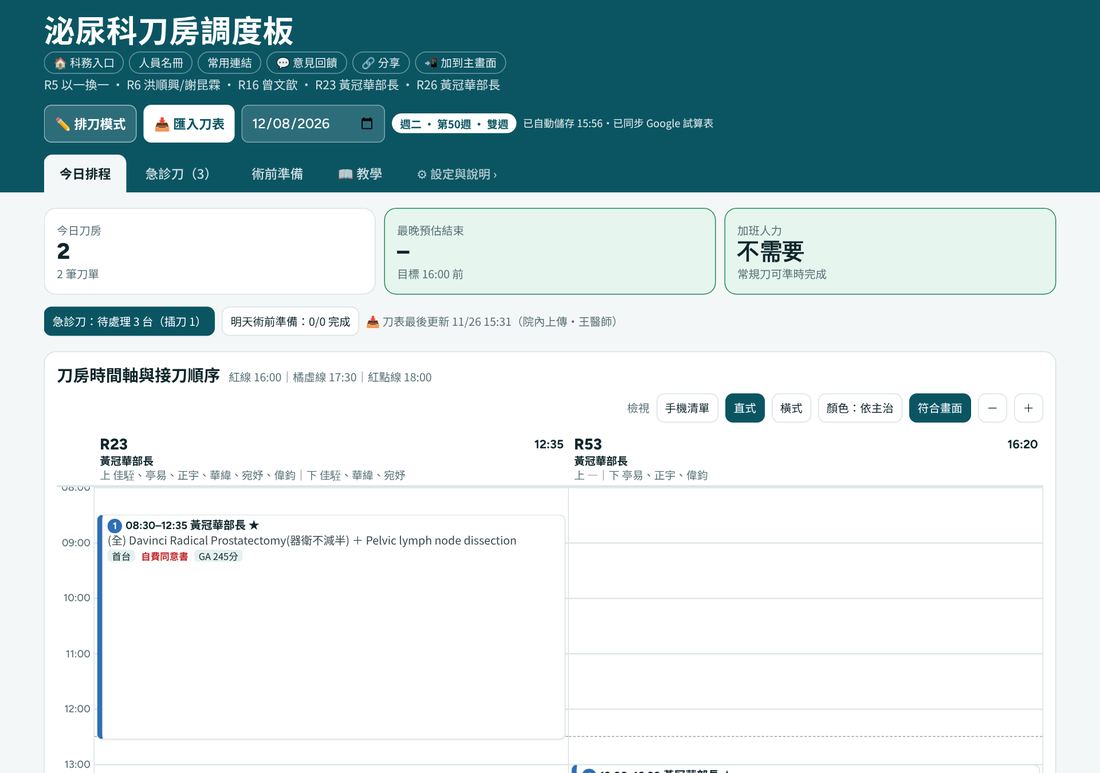 泌尿科刀房調度板
🏠 科務入口 人員名冊 常用連結 💬 意見回饋 🔗 分享 📲 加到主畫面
R5 以一換一 ・ R6 洪順興/謝昆霖 ・ R16 曾文歆 ・ R23 黃冠華部長 ・ R26 黃冠華部長
✏️ 排刀模式 📥 匯入刀表 12/08/2026 週二 ・ 第50週 ・ 雙週 已自動儲存 15:56・已同步 Google 試算表
今日排程 急診刀（3） 術前準備 📖 教學 ⚙ 設定與說明 ›
今日刀房 最晚預估結束 加班人力
2 – 不需要
2 筆刀單 目標 16:00 前 常規刀可準時完成
急診刀：待處理 3 台（插刀 1） 明天術前準備：0/0 完成 📥 刀表最後更新 11/26 15:31（院內上傳・王醫師）
刀房時間軸與接刀順序 紅線 16:00｜橘虛線 17:30｜紅點線 18:00
檢視 手機清單 直式 橫式 顏色：依主治 符合畫面 − ＋
R23 12:35 R53 16:20
黃冠華部長 黃冠華部長
上 佳駤、亭易、正宇、華緯、宛妤、偉鈞｜下 佳駤、華緯、宛妤 上 —｜下 亭易、正宇、偉鈞
08:00
1 08:30–12:35 黃冠華部長 ★
(全) Davinci Radical Prostatectomy(器衛不減半) ＋ Pelvic lymph node dissection
09:00
首台 自費同意書 GA 245分
10:00
11:00
12:00
13:00